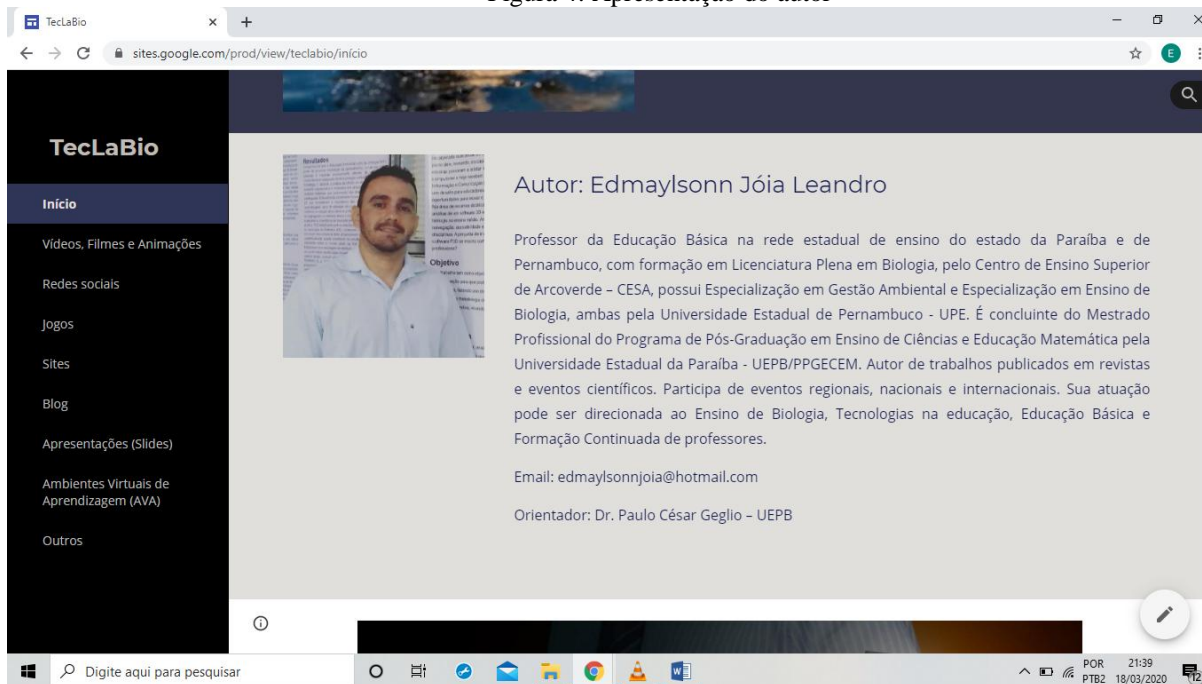 Figura 4: Apresentação do autor
TecLaBio
sites.google.com/prod/view/teclabio/início
E
TecLaBio
Início
Vídeos, Filmes e Animações
Redes sociais
Jogos
Sites
Blog
Apresentações (Slides)
Ambientes Virtuais de
Aprendizagem (AVA)
Outros
Resultados
Objetivo
Autor: Edmaylsonn Jóia Leandro
Professor da Educação Básica na rede estadual de ensino do estado da Paraíba e de
Pernambuco, com formação em Licenciatura Plena em Biologia, pelo Centro de Ensino Superior
de Arcoverde – CESA, possui Especialização em Gestão Ambiental e Especialização em Ensino de
Biologia, ambas pela Universidade Estadual de Pernambuco - UPE. É concluinte do Mestrado
Profissional do Programa de Pós-Graduação em Ensino de Ciências e Educação Matemática pela
Universidade Estadual da Paraíba - UEPB/PPGECEM. Autor de trabalhos publicados em revistas
e eventos científicos. Participa de eventos regionais, nacionais e internacionais. Sua atuação
pode ser direcionada ao Ensino de Biologia, Tecnologias na educação, Educação Básica e
Formação Continuada de professores.
Email: edmaylsonnjoia@hotmail.com
Orientador: Dr. Paulo César Geglio – UEPB
Digite aqui para pesquisar
POR 21:39
PTB2 18/03/2020
12